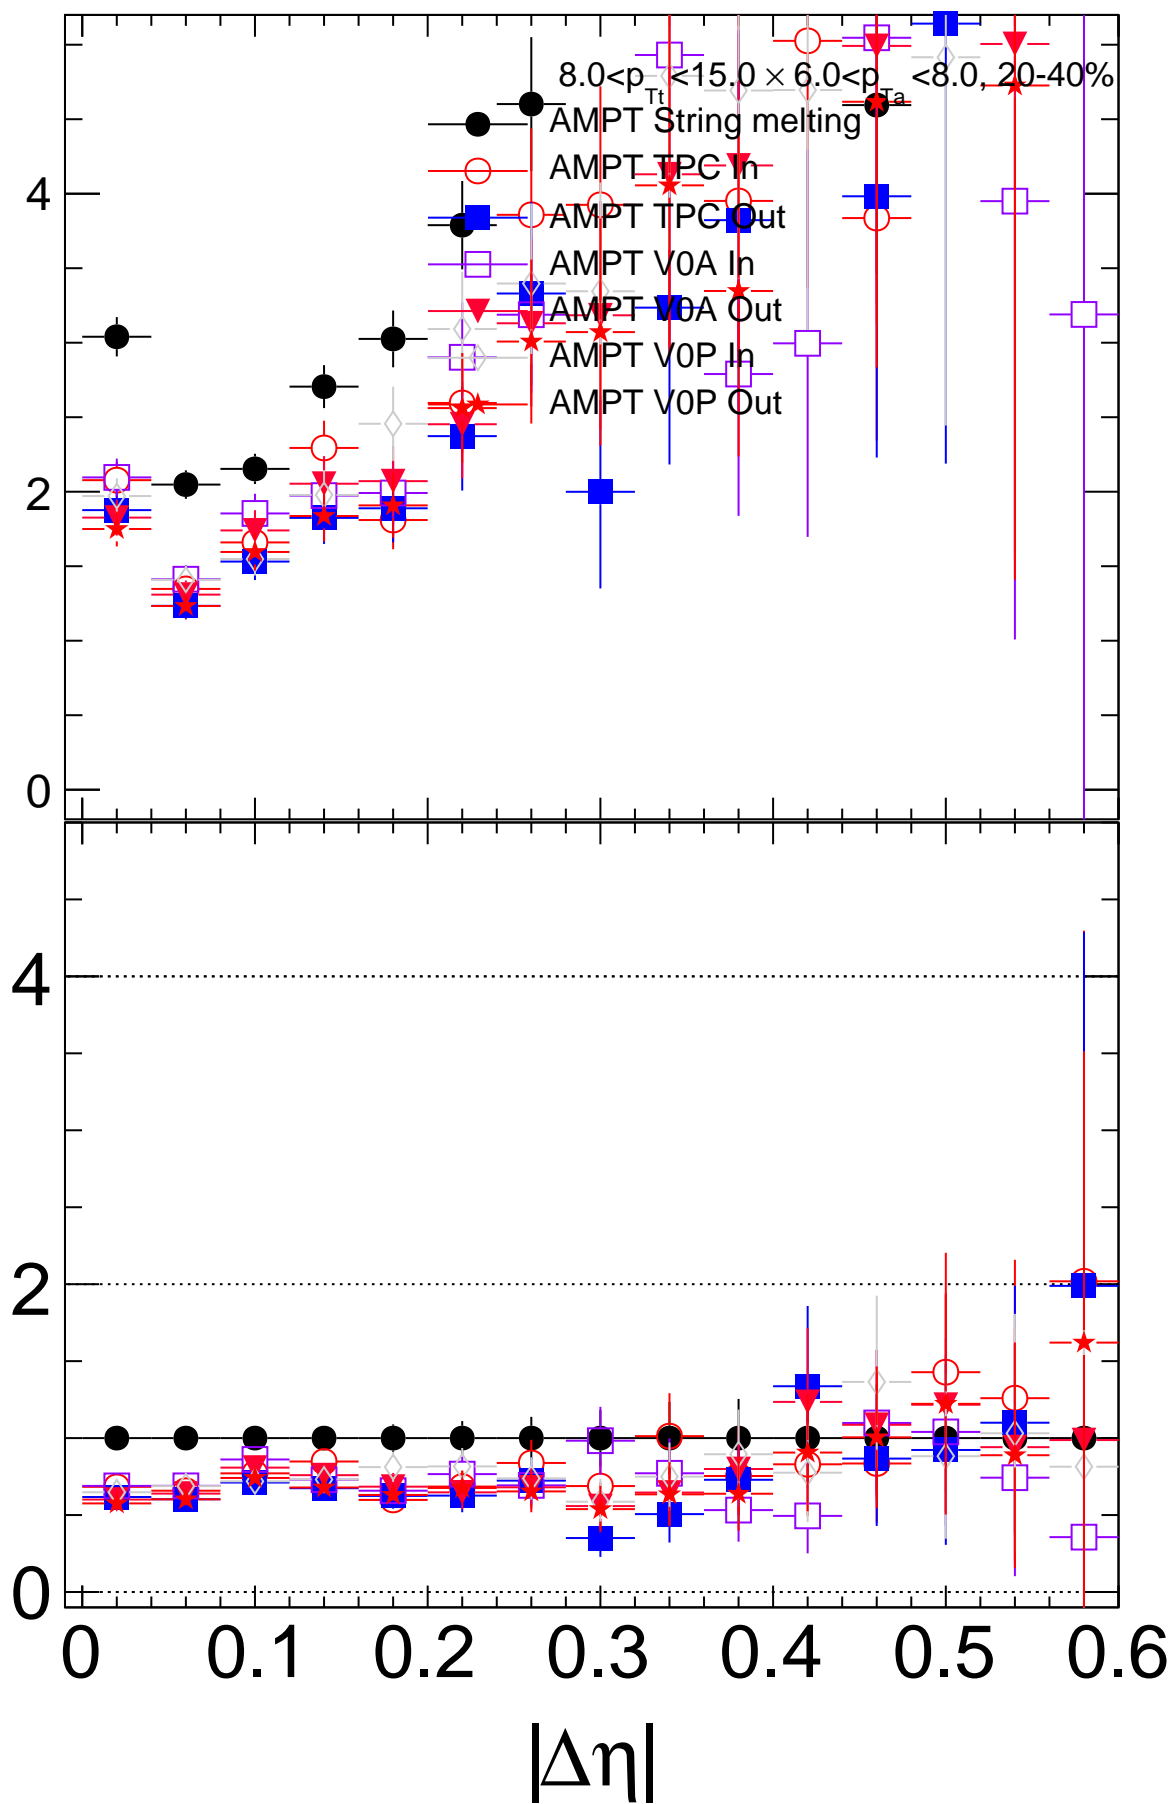 8.0<pTt<15.0 × 6.0<pTa<8.0, 20-40%
AMPT String melting
AMPT TPC In
AMPT TPC Out
AMPT V0A In
AMPT V0A Out
AMPT V0P In
AMPT V0P Out
4
2
0
4
2
0
0 0.1 0.2 0.3 0.4 0.5 0.6
|Δη|